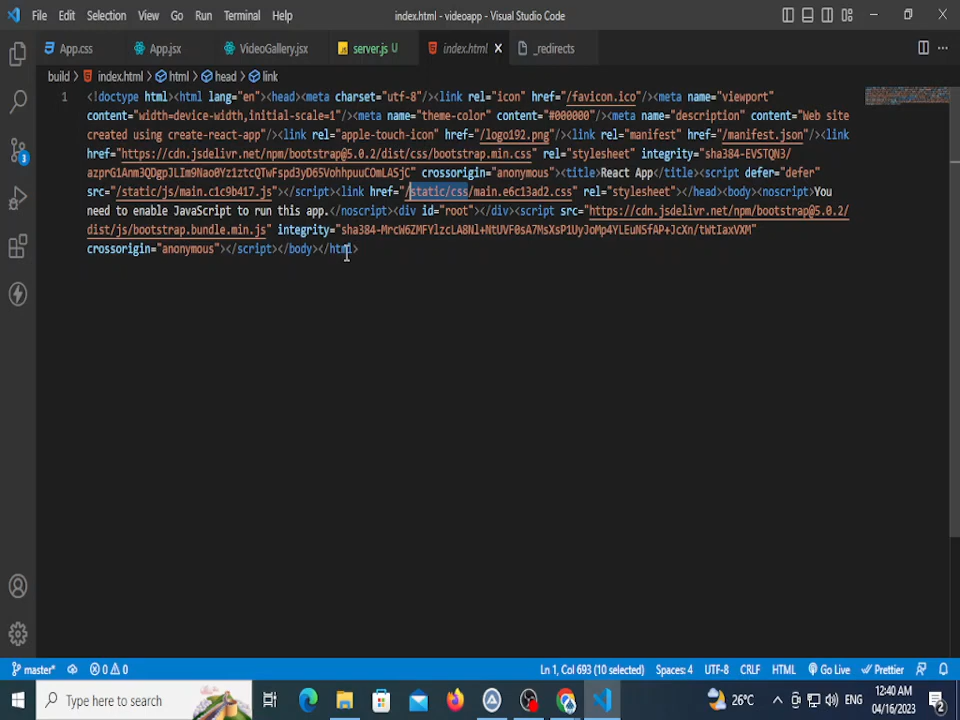 File Edit Selection View Go Run Terminal Help index.html - videoapp - Visual Studio Code
App.css App.jsx VideoGallery.jsx server.js U index.html _redirects
build > index.html > html > head > link
1 <!doctype html><html lang="en"><head><meta charset="utf-8"/><link rel="icon" href="/favicon.ico"/><meta name="viewport"
content="width=device-width,initial-scale=1"/><meta name="theme-color" content="#000000"/><meta name="description" content="Web site
created using create-react-app"/><link rel="apple-touch-icon" href="/logo192.png"/><link rel="manifest" href="/manifest.json"/><link
href="https://cdn.jsdelivr.net/npm/bootstrap@5.0.2/dist/css/bootstrap.min.css" rel="stylesheet" integrity="sha384-EVSTQN3/
azprG1Anm3QDgpJLIm9Nao0Yz1ztcQTwFspd3yD65VohhpuuCOmLASjC" crossorigin="anonymous"><title>React App</title><script defer="defer"
src="/static/js/main.c1c9b417.js"></script><link href="/static/css/main.e6c13ad2.css" rel="stylesheet"></head><body><noscript>You
need to enable JavaScript to run this app.</noscript><div id="root"></div><script src="https://cdn.jsdelivr.net/npm/bootstrap@5.0.2/
dist/js/bootstrap.bundle.min.js" integrity="sha384-MrcW6ZMFYlzcLA8Nl+NtUVF0sA7MsXsP1UyJoMp4YLEuNSfAP+JcXn/tWtIaxVXM"
crossorigin="anonymous"></script></body></html>
3
master* 0 0 Ln 1, Col 693 (10 selected) Spaces: 4 UTF-8 CRLF HTML Go Live Prettier
Type here to search 26°C ENG 12:40 AM 04/16/2023 2